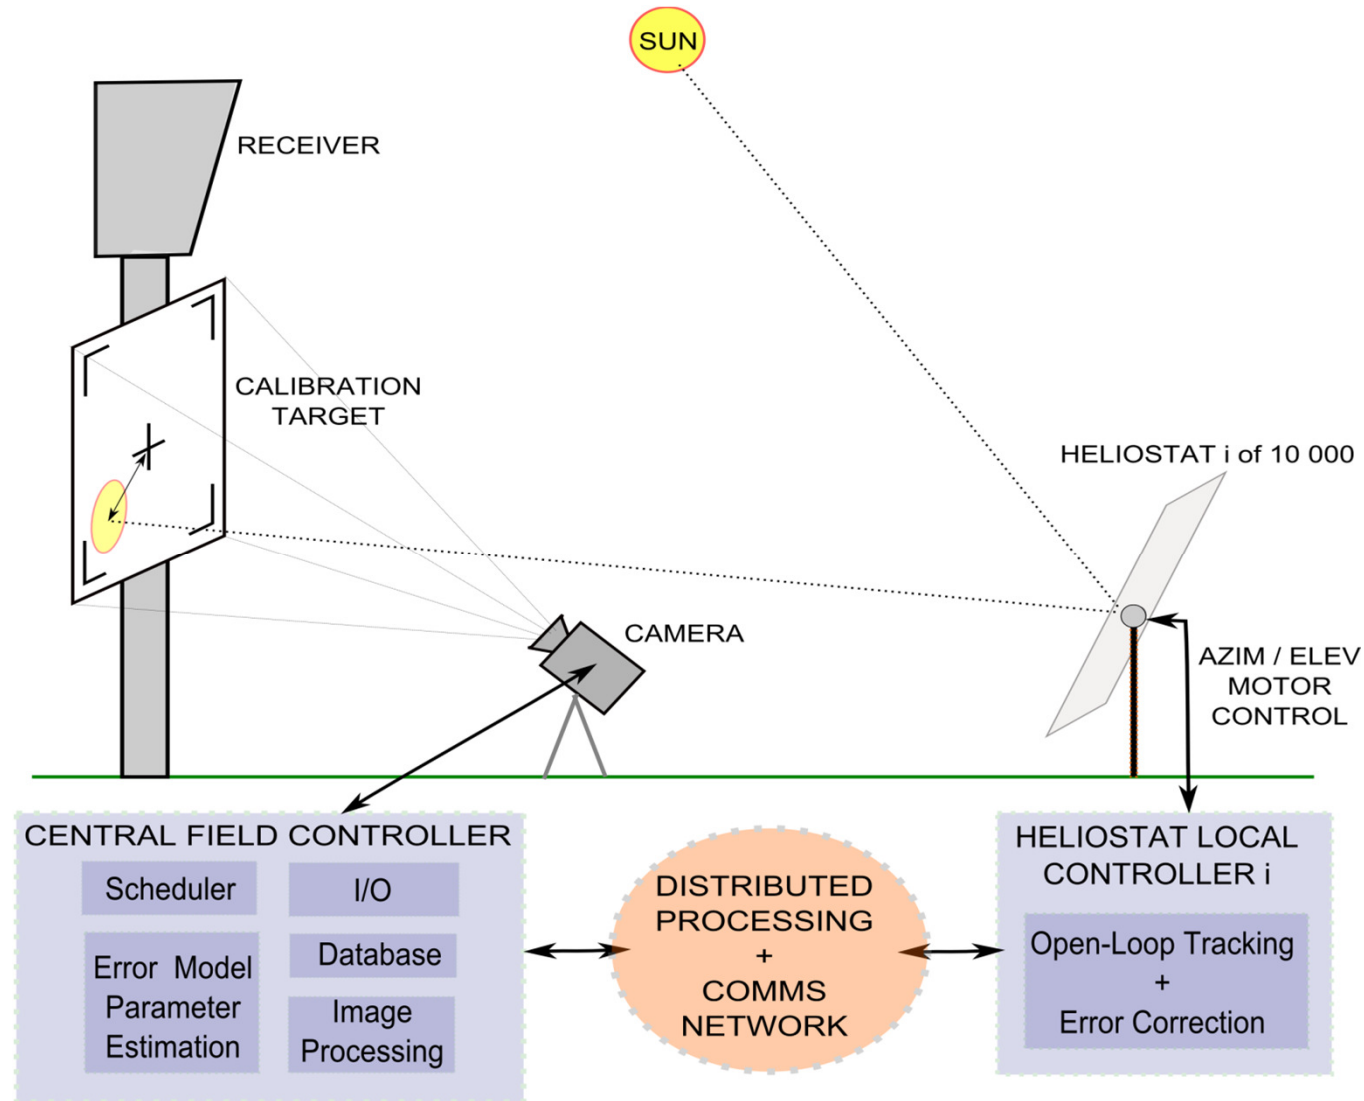 SUN
RECEIVER
CALIBRATION
TARGET
HELIOSTAT i of 10 000
CAMERA
AZIM / ELEV
MOTOR
CONTROL
CENTRAL FIELD CONTROLLER
Scheduler
I/O
Error Model
Parameter
Estimation
Database
Image
Processing
DISTRIBUTED
PROCESSING
+
COMMS
NETWORK
HELIOSTAT LOCAL
CONTROLLER i
Open-Loop Tracking
+
Error Correction